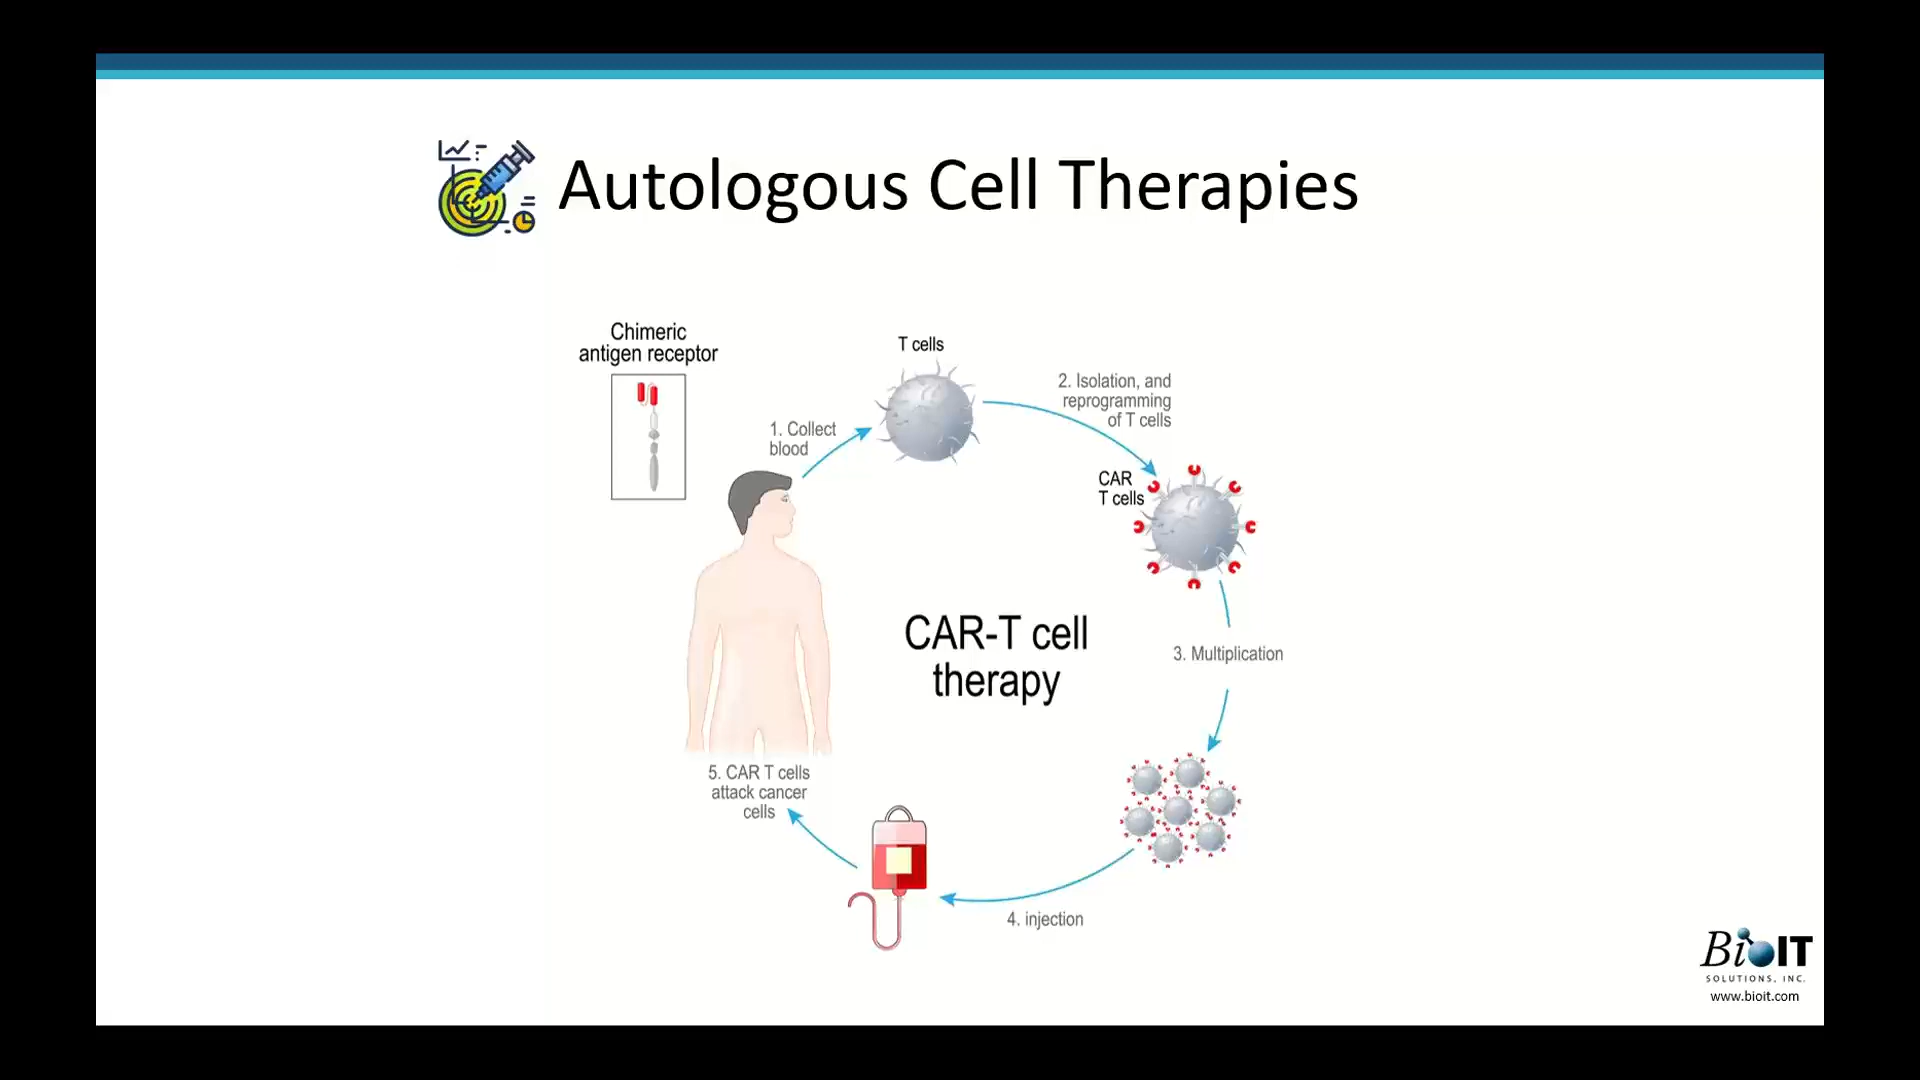 Autologous Cell Therapies
Chimeric
antigen receptor
T cells
1. Collect
blood
2. Isolation, and
reprogramming
of T cells
CAR
T cells
CAR-T cell
therapy
3. Multiplication
4. injection
5. CAR T cells
attack cancer
cells
BioIT
SOLUTIONS, INC.
www.bioit.com